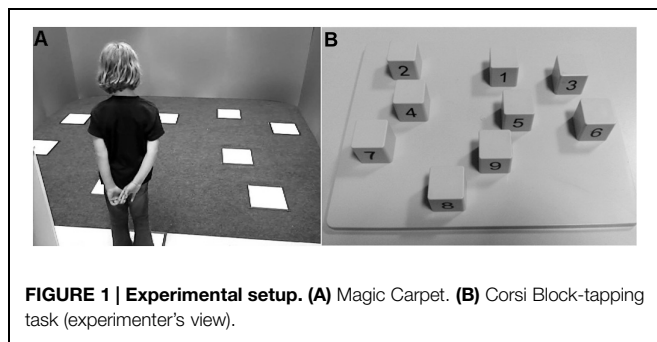 A
B
2
1
3
4
5
6
7
9
8
FIGURE 1 | Experimental setup. (A) Magic Carpet. (B) Corsi Block-tapping
task (experimenter's view).